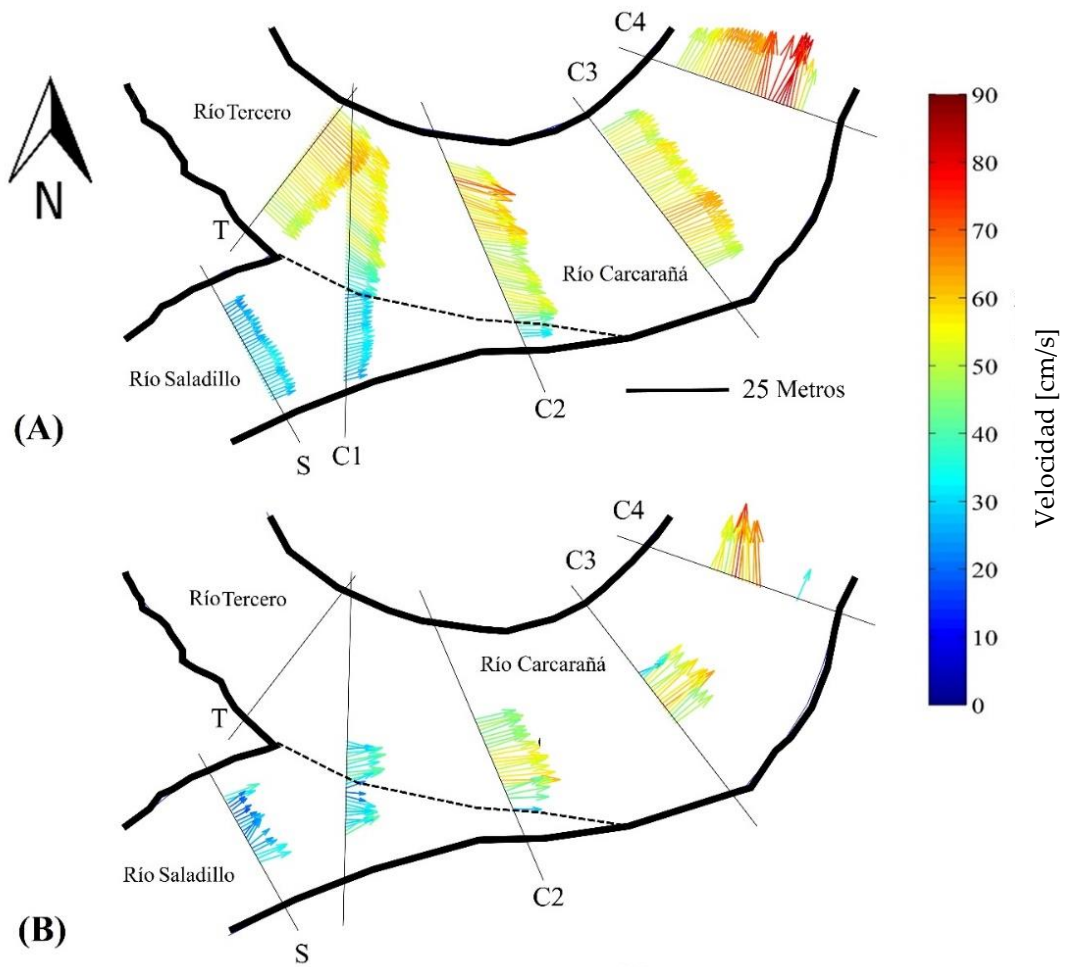 C4
C3
Río Tercero
N
T
Río Carcarañá
Río Saladillo
25 Metros
(A)
S
C1
C2
90
80
70
60
50
40
30
20
10
0
Velocidad [cm/s]
C4
C3
Río Tercero
Río Carcarañá
T
Río Saladillo
C2
(B)
S